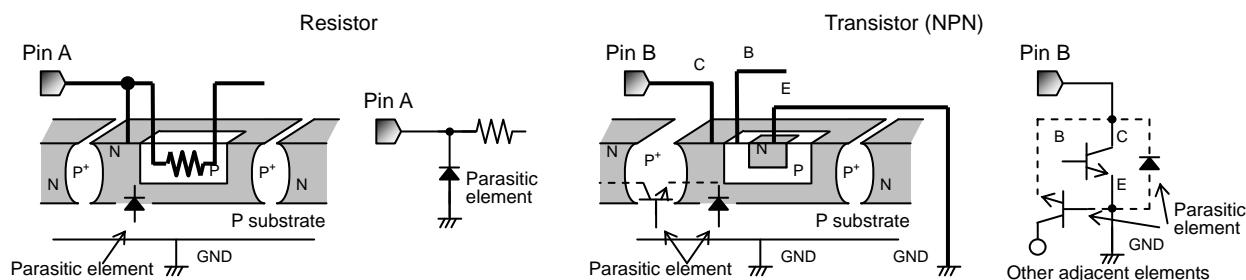 Resistor
Transistor (NPN)
Pin A
Pin A
N
P
N
P+
P+
N
Parasitic
element
P substrate
GND
Parasitic element
Pin B
C
B
E
N
P+
N
P
P+
N
P substrate
GND
Parasitic element
GND
Pin B
B
C
E
Parasitic
element
GND
Other adjacent elements